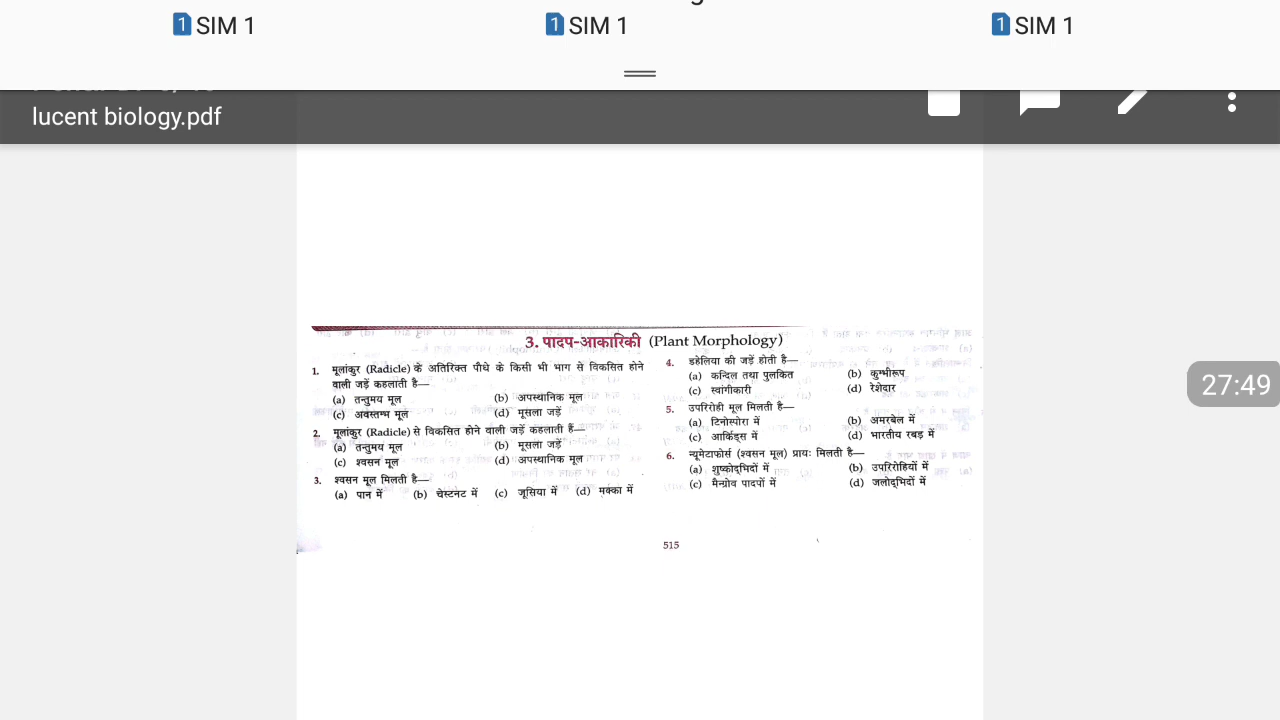 1 SIM 1
1 SIM 1
1 SIM 1
lucent biology.pdf
27:49
3. पादप-आकारिकी (Plant Morphology)
1. मूलांकुर (Radicle) के अतिरिक्त पौधे के किसी भी भाग से विकसित होने
वाली जड़ें कहलाती है—
(a) तन्तुमय मूल (b) अपस्थानिक मूल
(c) अवस्तम्भ मूल (d) मूसला जड़ें
2. मूलांकुर (Radicle) से विकसित होने वाली जड़ें कहलाती हैं—
(a) तन्तुमय मूल (b) मूसला जड़ें
(c) श्वसन मूल (d) अपस्थानिक मूल
3. श्वसन मूल मिलती है—
(a) पान में (b) चेस्टनट में (c) जूसिया में (d) मक्का में
4. डहेलिया की जड़ें होती है—
(a) कन्दिल तथा पुलकित (b) कुम्भीरूप
(c) स्वांगीकारी (d) रेशेदार
5. उपरिरोही मूल मिलती है—
(a) टिनोस्पोरा में (b) अमरबेल में
(c) आर्किड्स में (d) भारतीय रबड़ में
6. न्यूमेटाफोर्स (श्वसन मूल) प्रायः मिलती है—
(a) शुष्कोद्भिदों में (b) उपरिरोहियों में
(c) मैन्ग्रोव पादपों में (d) जलोद्भिदों में
515